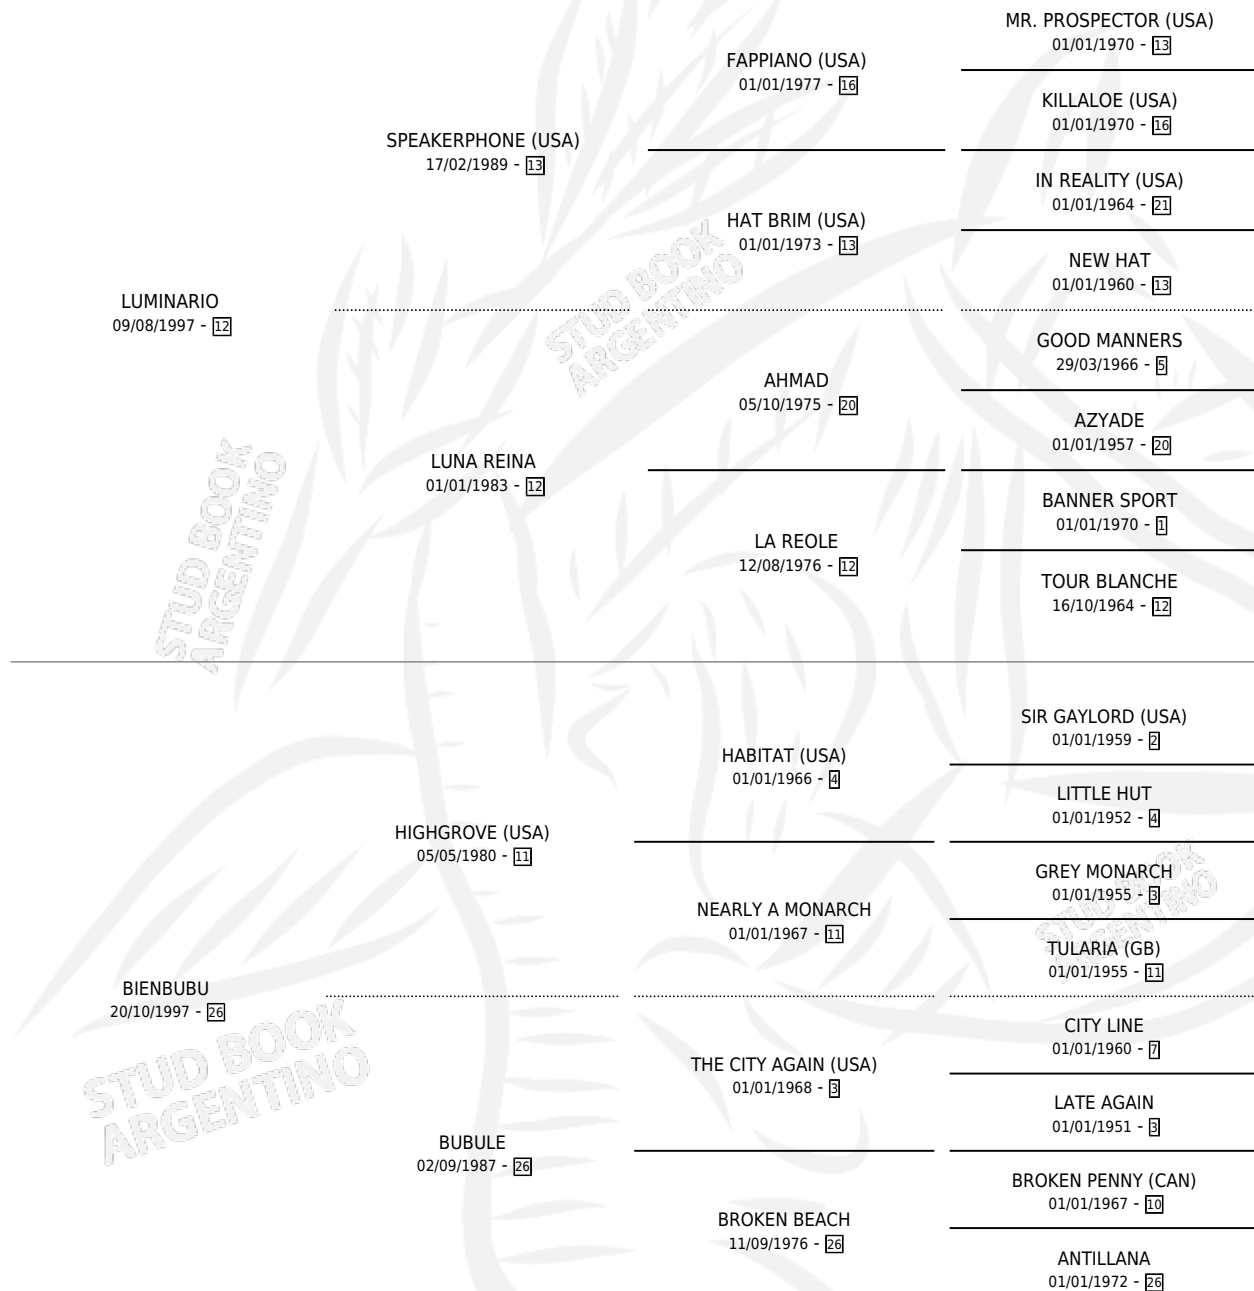 MR. PROSPECTOR (USA)
01/01/1970 - 13
FAPPIANO (USA)
01/01/1977 - 16
KILLALOE (USA)
01/01/1970 - 16
SPEAKERPHONE (USA)
17/02/1989 - 13
IN REALITY (USA)
01/01/1964 - 21
HAT BRIM (USA)
01/01/1973 - 13
NEW HAT
01/01/1960 - 13
LUMINARIO
09/08/1997 - 12
GOOD MANNERS
29/03/1966 - 5
AHMAD
05/10/1975 - 20
AZYADE
01/01/1957 - 20
LUNA REINA
01/01/1983 - 12
BANNER SPORT
01/01/1970 - 1
LA REOLE
12/08/1976 - 12
TOUR BLANCHE
16/10/1964 - 12
STUD BOOK
ARGENTINO
STUD BOOK
ARGENTINO
SIR GAYLORD (USA)
01/01/1959 - 2
HABITAT (USA)
01/01/1966 - 4
LITTLE HUT
01/01/1952 - 4
HIGHGROVE (USA)
05/05/1980 - 11
GREY MONARCH
01/01/1955 - 3
NEARLY A MONARCH
01/01/1967 - 11
TULARIA (GB)
01/01/1955 - 11
BIENBUBU
20/10/1997 - 26
CITY LINE
01/01/1960 - 7
THE CITY AGAIN (USA)
01/01/1968 - 3
LATE AGAIN
01/01/1951 - 3
BUBULE
02/09/1987 - 26
BROKEN PENNY (CAN)
01/01/1967 - 10
BROKEN BEACH
11/09/1976 - 26
ANTILLANA
01/01/1972 - 26
STUD BOOK
ARGENTINO
STUD BOOK
ARGENTINO